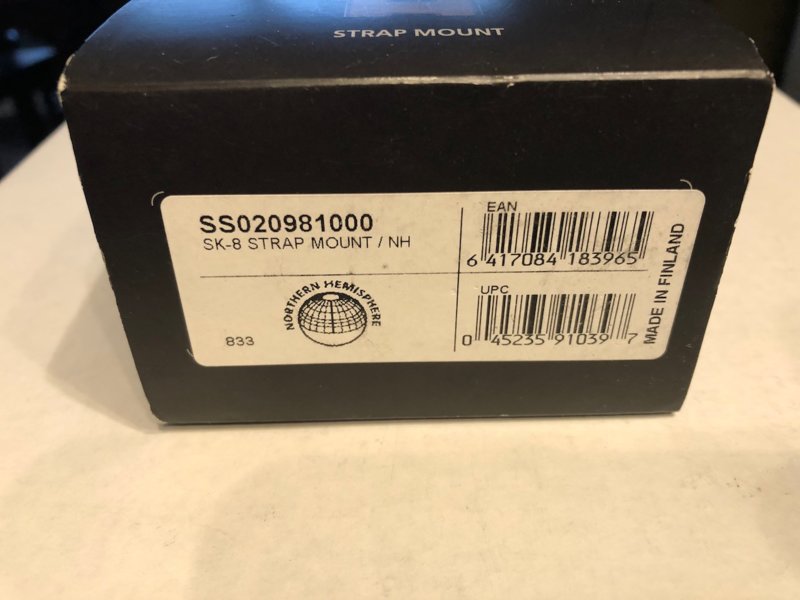 STRAP MOUNT
SS020981000
SK-8 STRAP MOUNT / NH
NORTHERN HEMISPHERE
833
EAN
6 417084 183965
UPC
0 45235 91039 7
MADE IN FINLAND